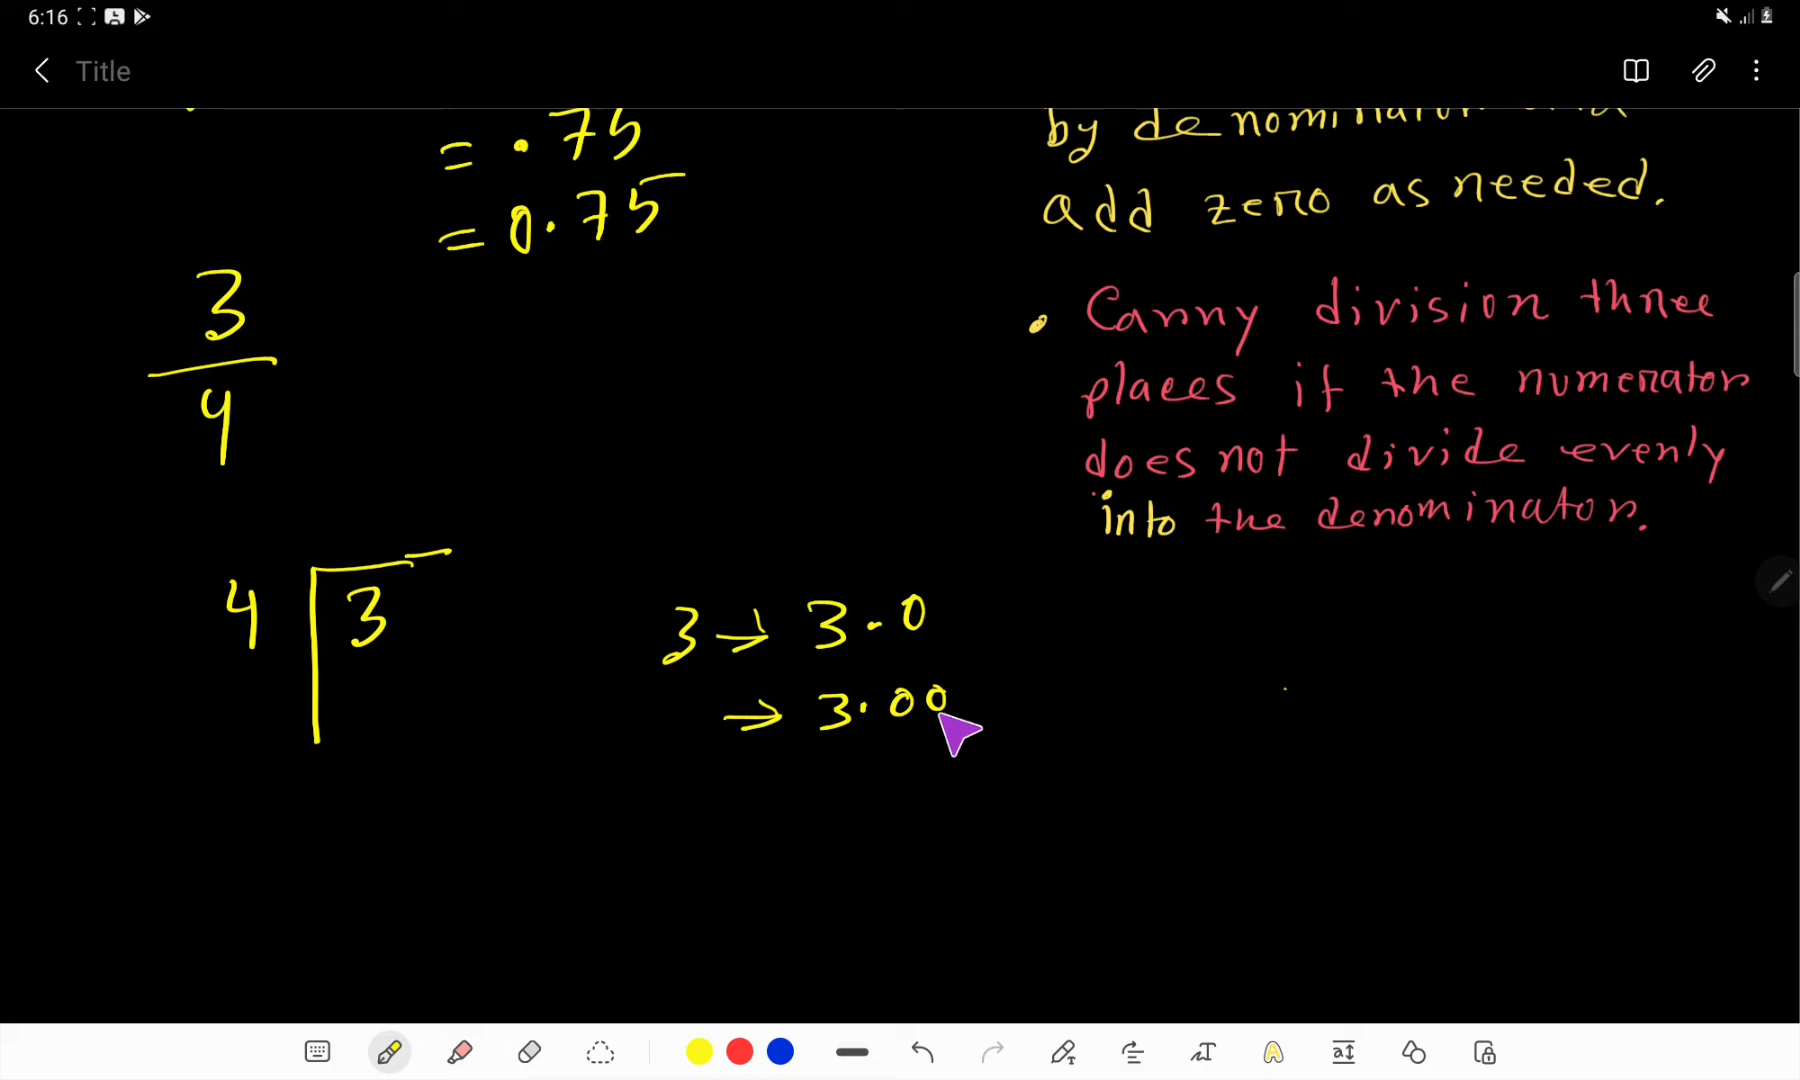 6:16
Title
= .75
= 0.75
by denominator
add zero as needed.
3
4
• Carry division three
places if the numerator
does not divide evenly
into the denominator.
4 3
3 → 3.0
→ 3.00